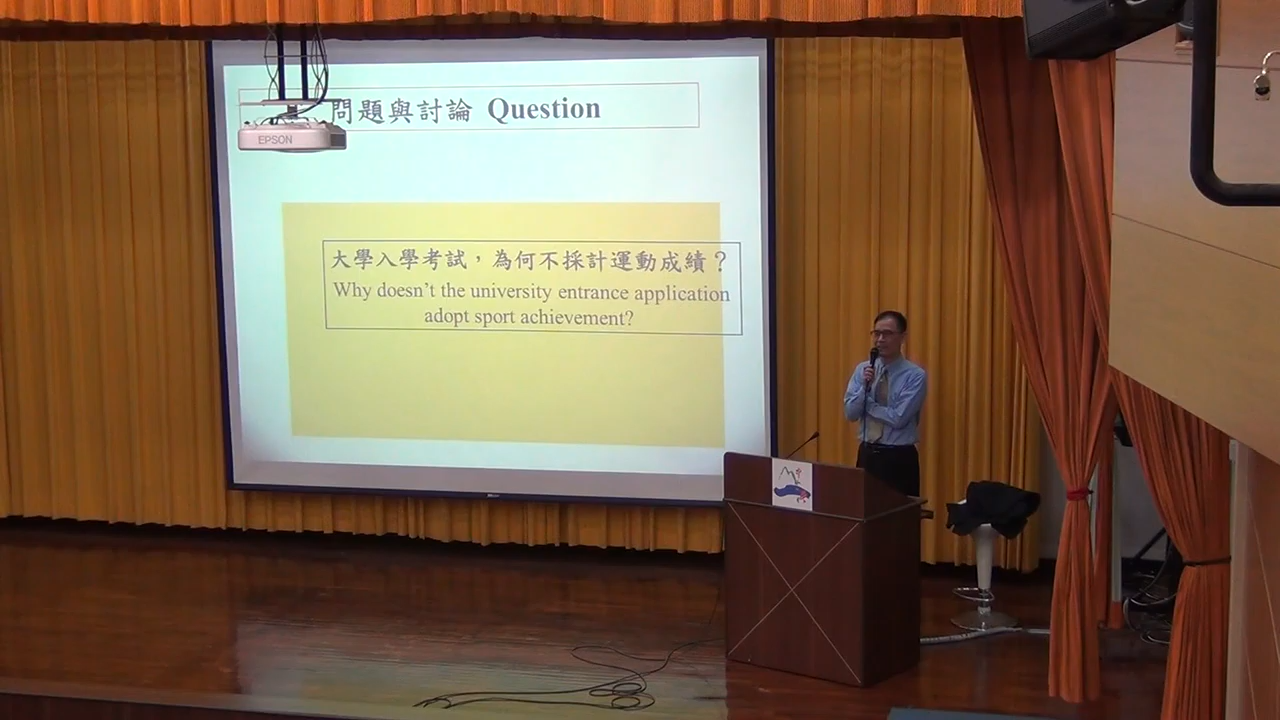 問題與討論 Question
EPSON
大學入學考試，為何不採計運動成績？
Why doesn't the university entrance application
adopt sport achievement?